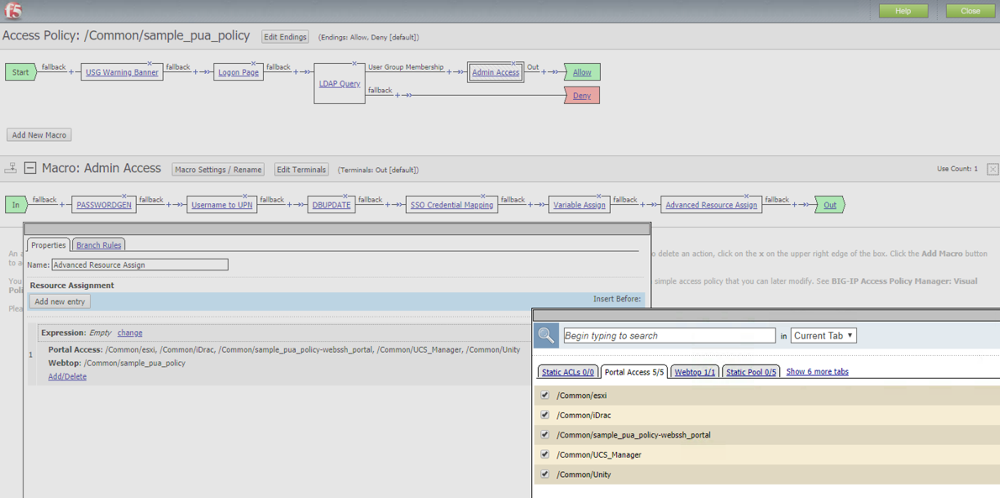 f5
Help Close
Access Policy: /Common/sample_pua_policy Edit Endings (Endings: Allow, Deny [default])
Start fallback + USG Warning Banner fallback + Logon Page fallback + LDAP Query User Group Membership + Admin Access Out + Allow
fallback + Deny
Add New Macro
Macro: Admin Access Macro Settings / Rename Edit Terminals (Terminals: Out [default]) Use Count: 1
In fallback + PASSWORDGEN fallback + Username to UPN fallback + DBUPDATE fallback + SSO Credential Mapping fallback + Variable Assign fallback + Advanced Resource Assign fallback + Out
Properties Branch Rules
An a
to delete an action, click on the x on the upper right edge of the box. Click the Add Macro button
to a
Name: Advanced Resource Assign
You
simple access policy that you can later modify. See BIG-IP Access Policy Manager: Visual
Poli
Resource Assignment
Add new entry Insert Before:
Plea
1
Expression: Empty change
Portal Access: /Common/esxi, /Common/iDrac, /Common/sample_pua_policy-webssh_portal, /Common/UCS_Manager, /Common/Unity
Webtop: /Common/sample_pua_policy
Add/Delete
Begin typing to search in Current Tab
Static ACLs 0/0 Portal Access 5/5 Webtop 1/1 Static Pool 0/5 Show 6 more tabs
/Common/esxi
/Common/iDrac
/Common/sample_pua_policy-webssh_portal
/Common/UCS_Manager
/Common/Unity